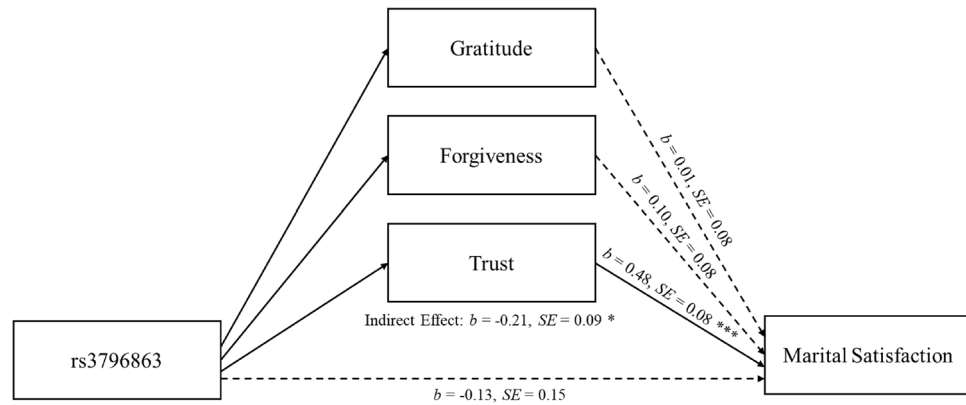 Gratitude
b = 0.01, SE = 0.08
Forgiveness
b = 0.10, SE = 0.08
Trust
b = 0.48, SE = 0.08 ***
Indirect Effect: b = -0.21, SE = 0.09 *
rs3796863
Marital Satisfaction
b = -0.13, SE = 0.15